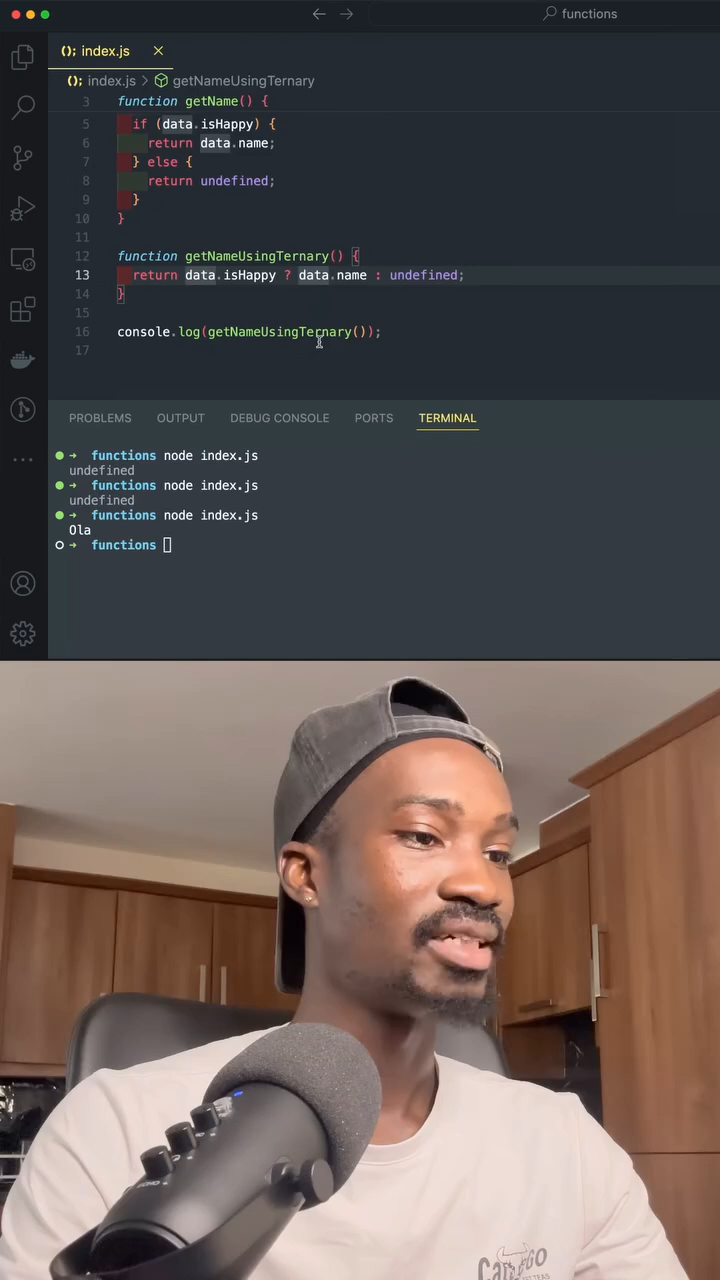 functions
index.js
index.js > getNameUsingTernary
3 function getName() {
5 if (data.isHappy) {
6 return data.name;
7 } else {
8 return undefined;
9 }
10 }
11
12 function getNameUsingTernary() {
13 return data.isHappy ? data.name : undefined;
14 }
15
16 console.log(getNameUsingTernary());
17
PROBLEMS OUTPUT DEBUG CONSOLE PORTS TERMINAL
➜ functions node index.js
undefined
➜ functions node index.js
undefined
➜ functions node index.js
Ola
➜ functions